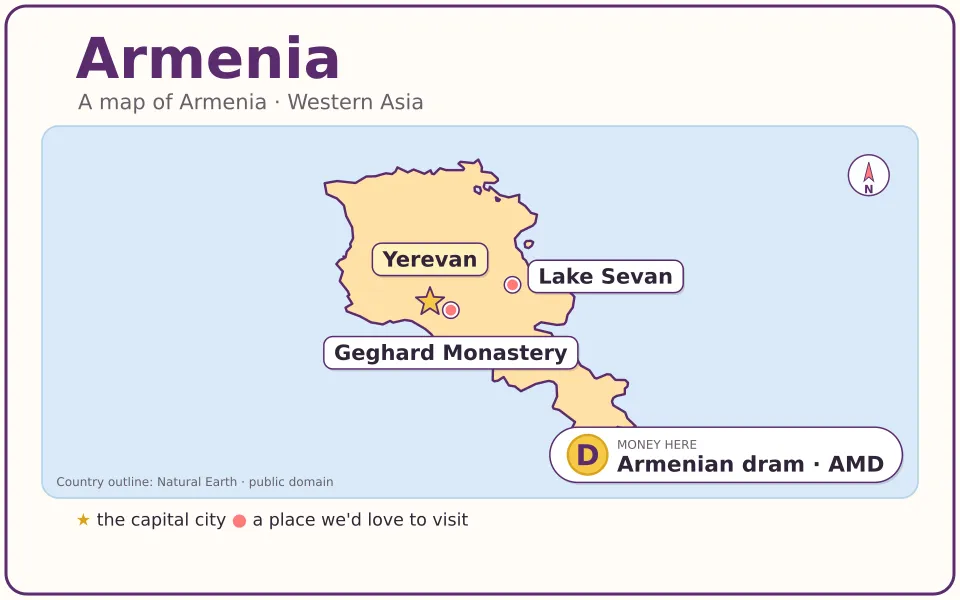 Armenia
A map of Armenia · Western Asia
N
Yerevan
Lake Sevan
Geghard Monastery
D
MONEY HERE
Armenian dram · AMD
Country outline: Natural Earth · public domain
★ the capital city ● a place we'd love to visit